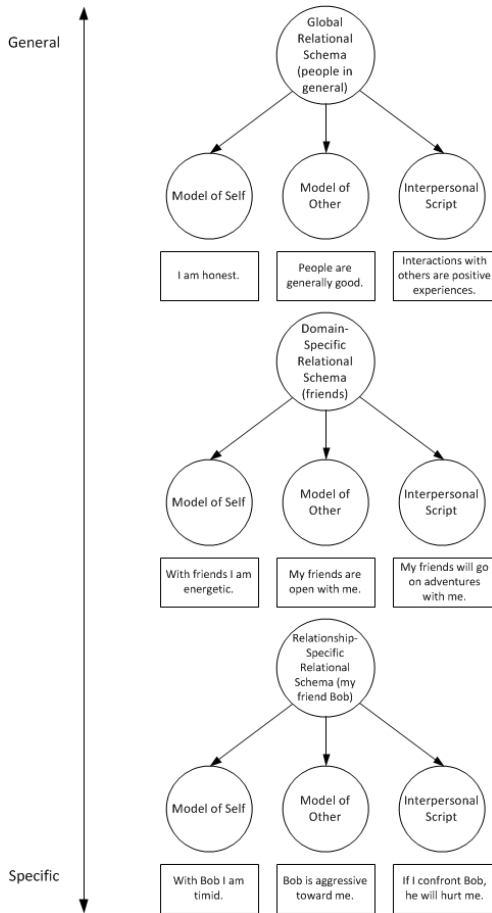 General
Global
Relational
Schema
(people in
general)
Model of Self
Model of
Other
Interpersonal
Script
I am honest.
People are
generally good.
Interactions with
others are positive
experiences.
Domain-
Specific
Relational
Schema
(friends)
Model of Self
Model of
Other
Interpersonal
Script
With friends I am
energetic.
My friends are
open with me.
My friends will go
on adventures
with me.
Relationship-
Specific
Relational
Schema (my
friend Bob)
Model of Self
Model of
Other
Interpersonal
Script
Specific
With Bob I am
timid.
Bob is aggressive
toward me.
If I confront Bob,
he will hurt me.